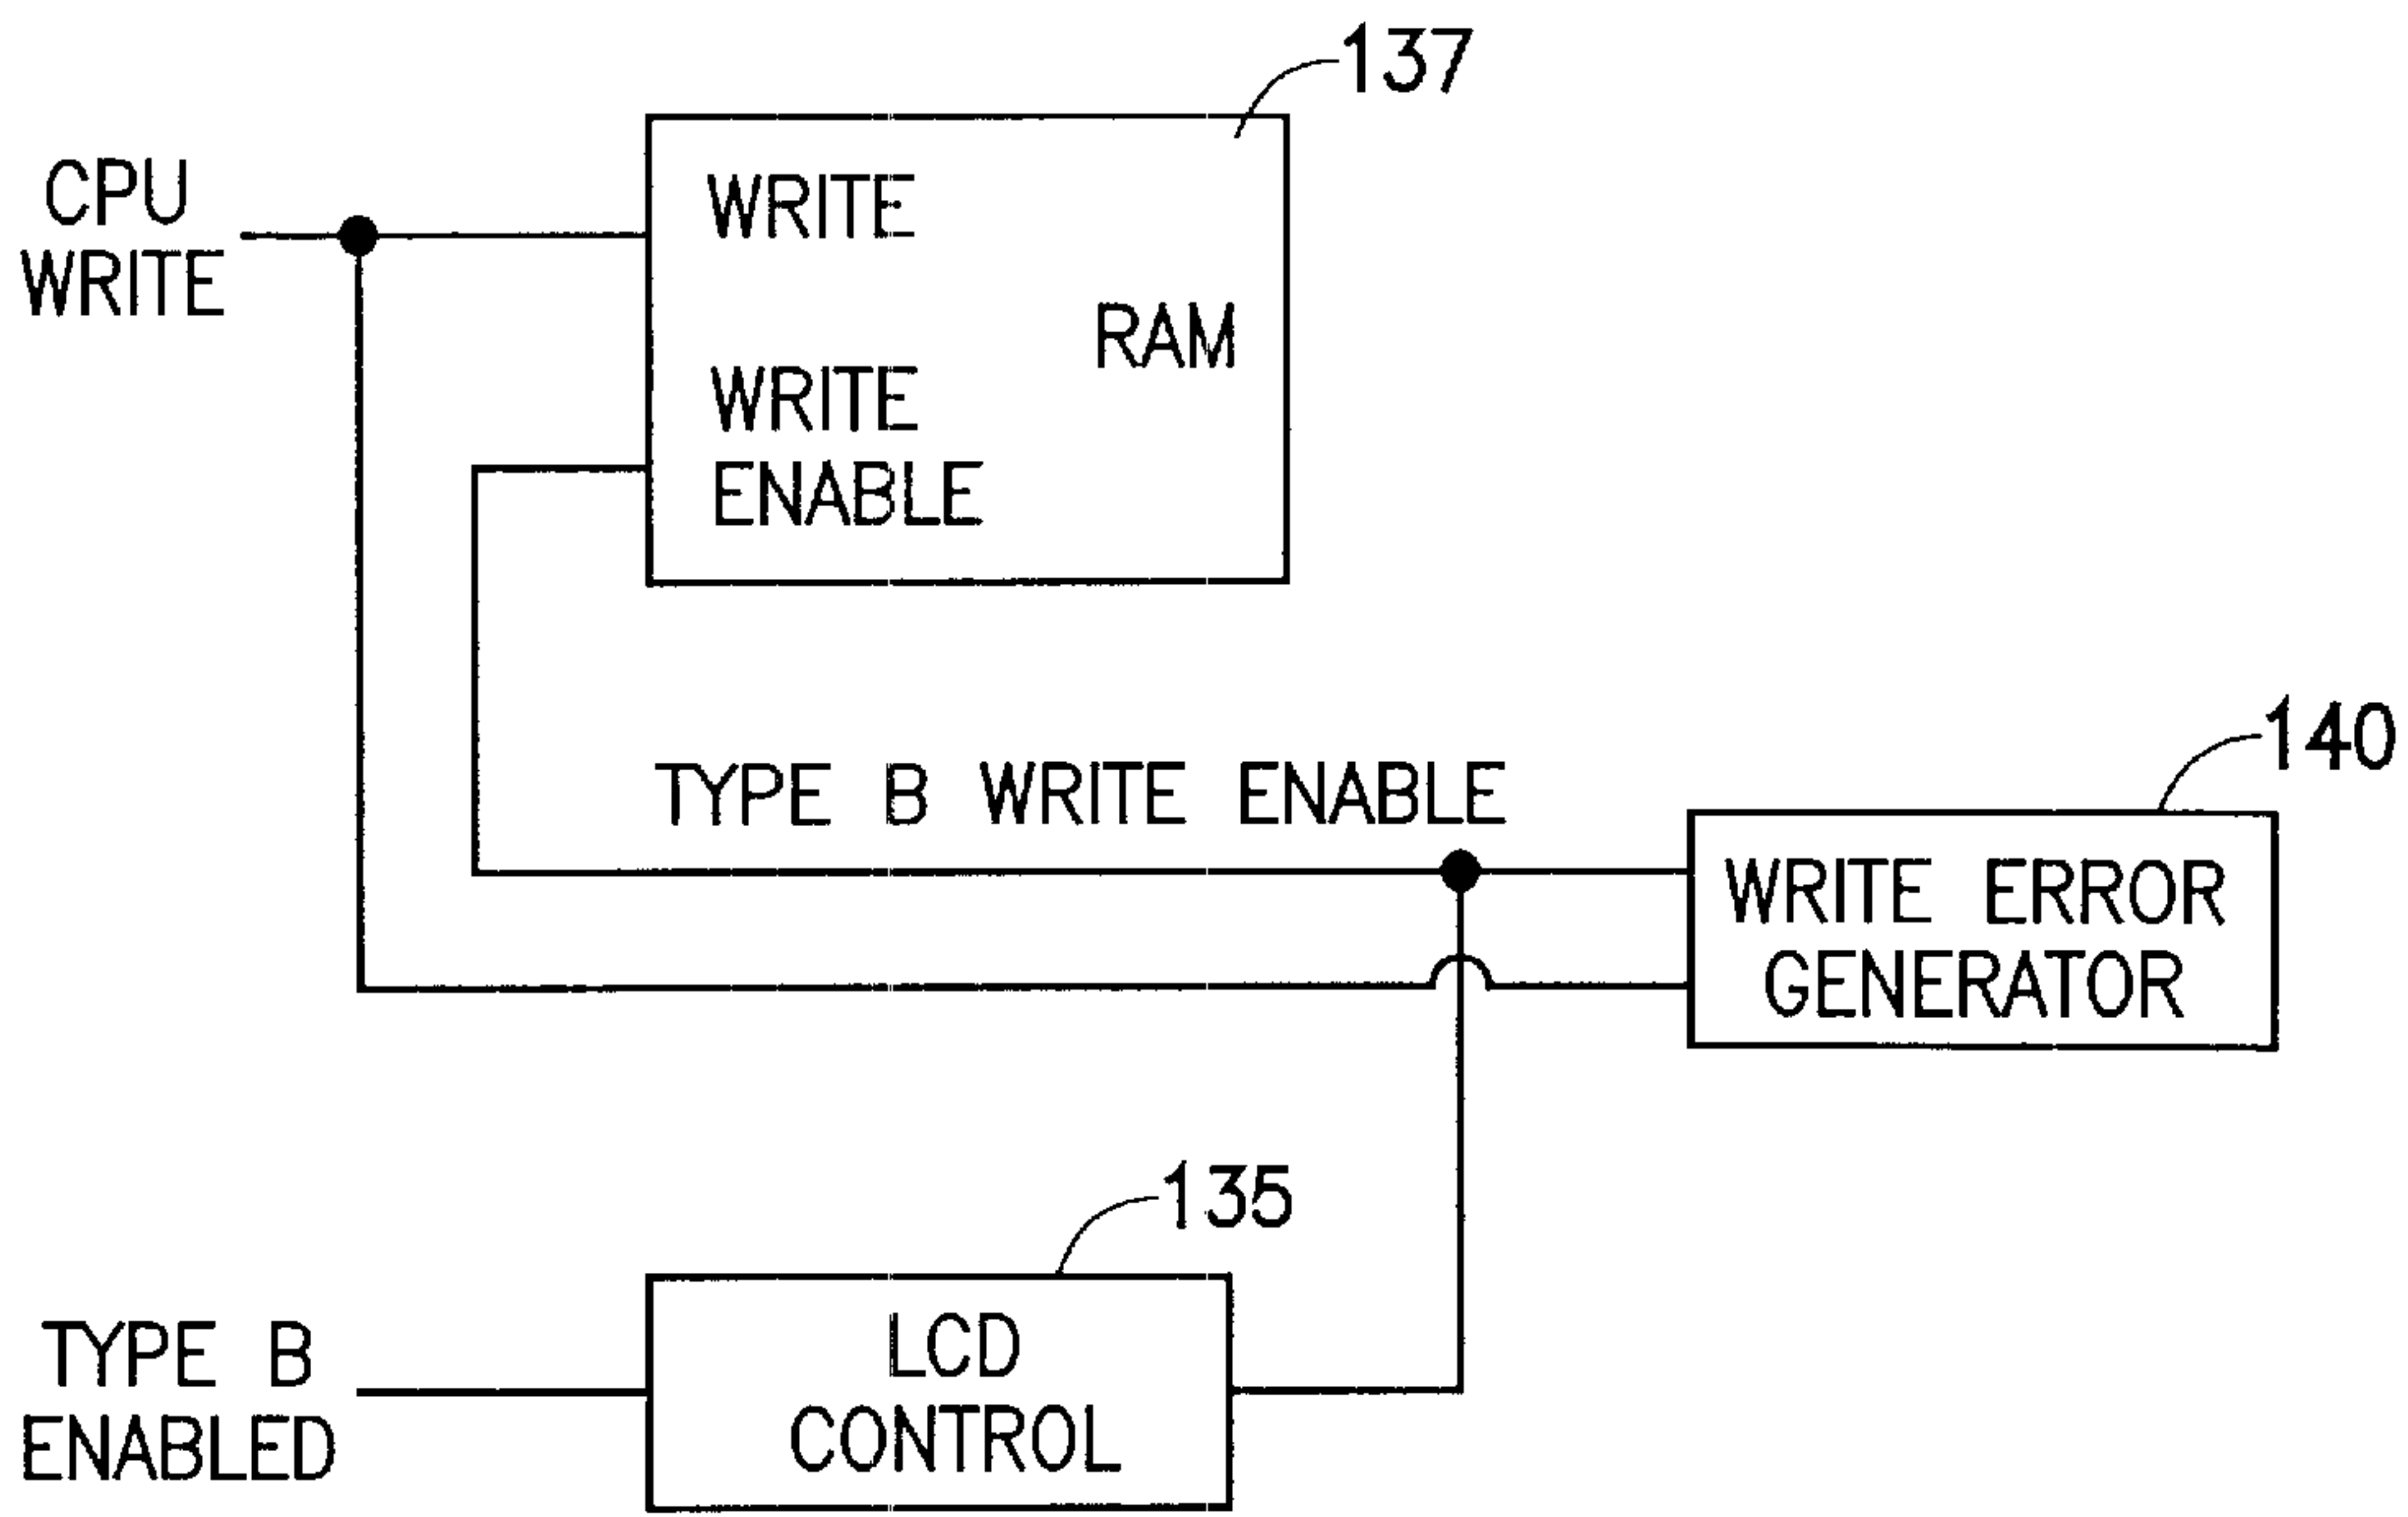 137
CPU
WRITE
WRITE
RAM
WRITE
ENABLE
TYPE B WRITE ENABLE
140
WRITE ERROR
GENERATOR
135
TYPE B
ENABLED
LCD
CONTROL